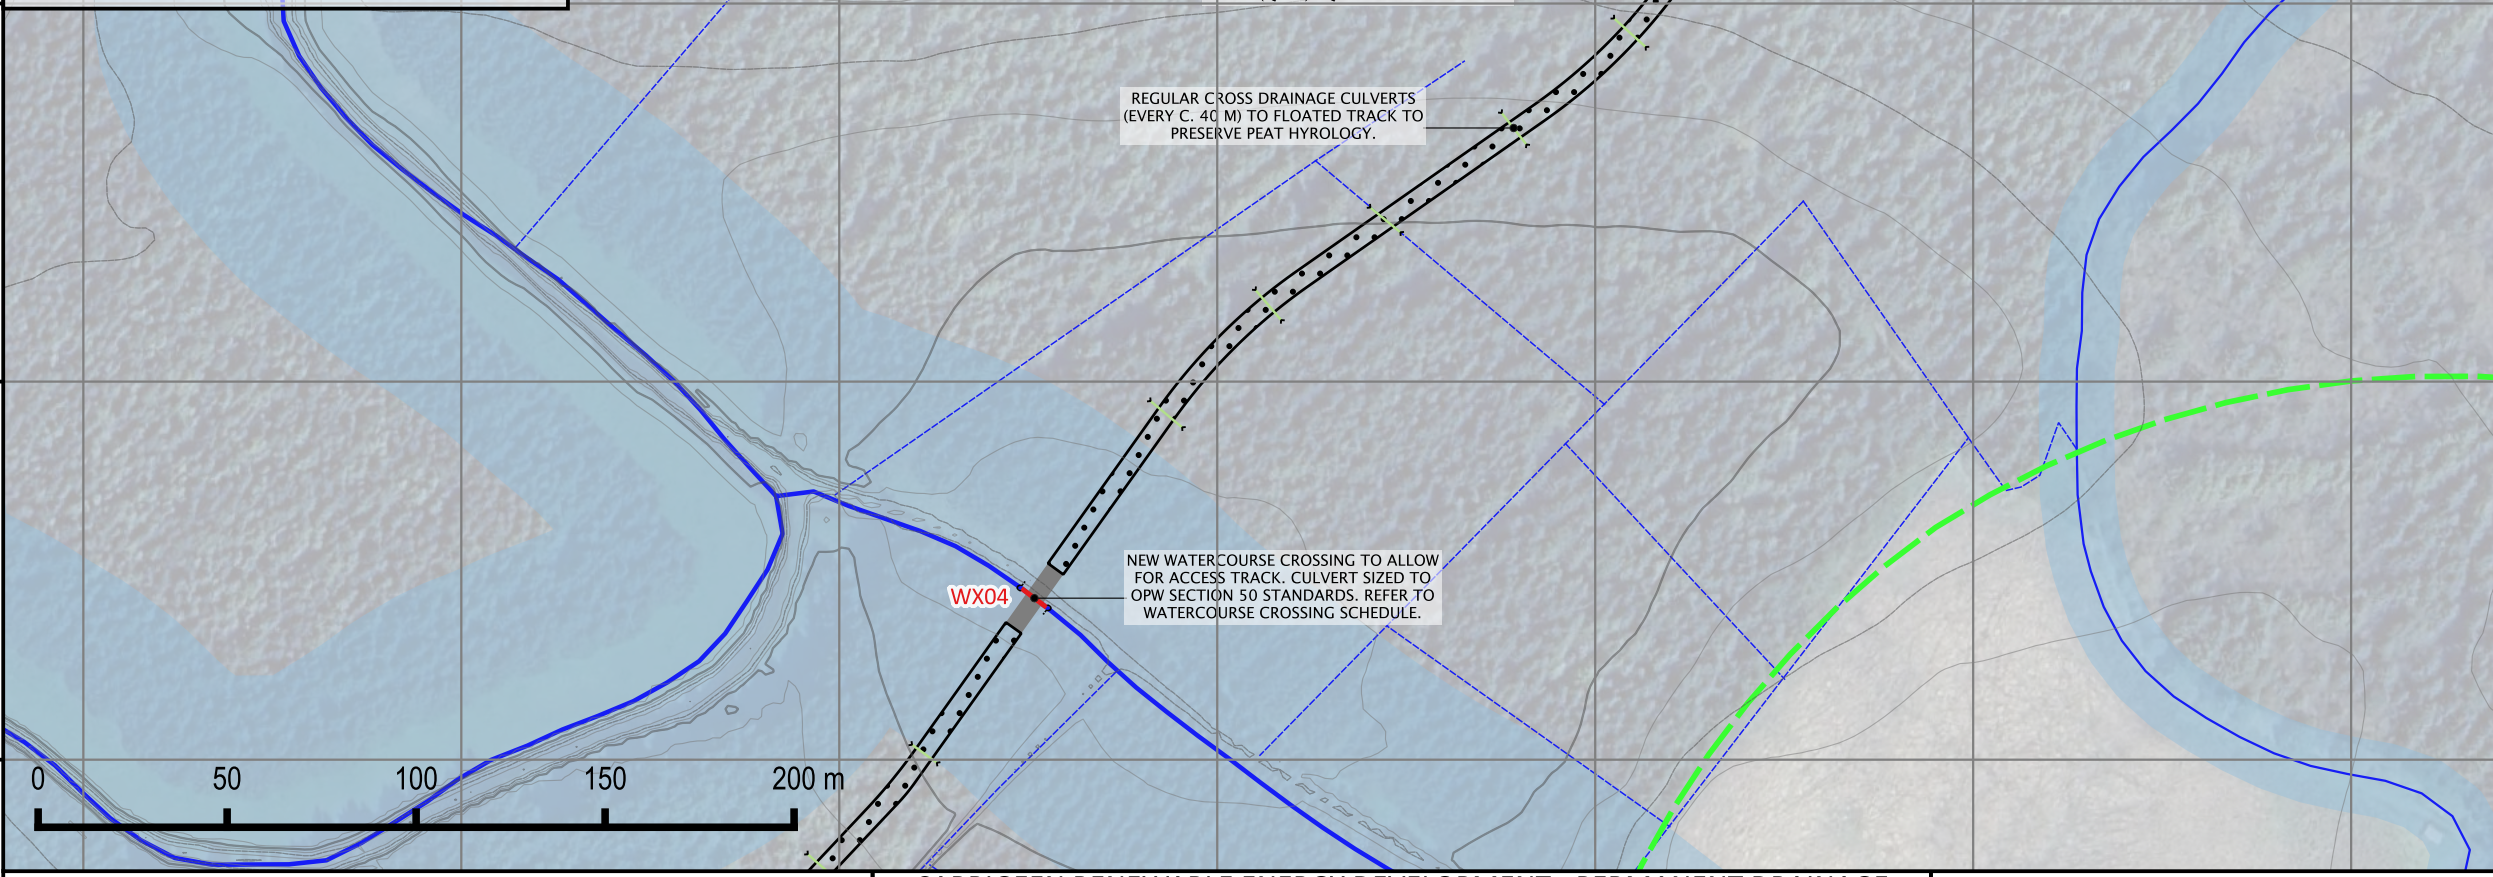 REGULAR CROSS DRAINAGE CULVERTS
(EVERY C. 40 M) TO FLOATED TRACK TO
PRESERVE PEAT HYROLOGY.
NEW WATERCOURSE CROSSING TO ALLOW
FOR ACCESS TRACK. CULVERT SIZED TO
OPW SECTION 50 STANDARDS. REFER TO
WATERCOURSE CROSSING SCHEDULE.
WX04
0 50 100 150 200 m